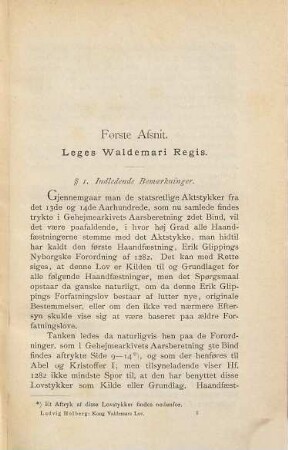 Første Afsnit.
Leges Waldemari Regis.
§ 1. Indledende Bemærkninger.
Gjennemgaar man de statsretlige Aktstykker fra
det 13de og 14de Aarhundrede, som nu samlede findes
trykte i Gehejmearkivets Aarsberetning 2det Bind, vil
det være paafaldende, i hvor høj Grad alle Haand-
fæstningerne stemme med det Aktstykke, man hidtil
har kaldt den første Haandfæstning, Erik Glippings
Nyborgske Forordning af 1282. Det kan med Rette
siges, at denne Lov er Kilden til og Grundlaget for
alle følgende Haandfæstninger, men det Spørgsmaal
opstaar da ganske naturligt, om da denne Erik Glip-
pings Forfatningslov bestaar af lutter nye, originale
Bestemmelser, eller om den ikke ved nærmere Efter-
syn skulde vise sig at være baseret paa ældre For-
fatningslove.
Tanken ledes da naturligvis hen paa de Forord-
ninger, som i Gehejmearkivets Aarsberetning 5te Bind
findes aftrykte Side 9—14*), og som der henføres til
Abel og Kristoffer I; men tilsyneladende viser Hf.
1282 ikke mindste Spor til, at den har benyttet disse
Lovstykker som Kilde eller Grundlag. Haandfæst-
*) Et Aftryk af disse Lovstykker findes nedenfor.
Ludvig Holberg: Kong Valdemars Lov.